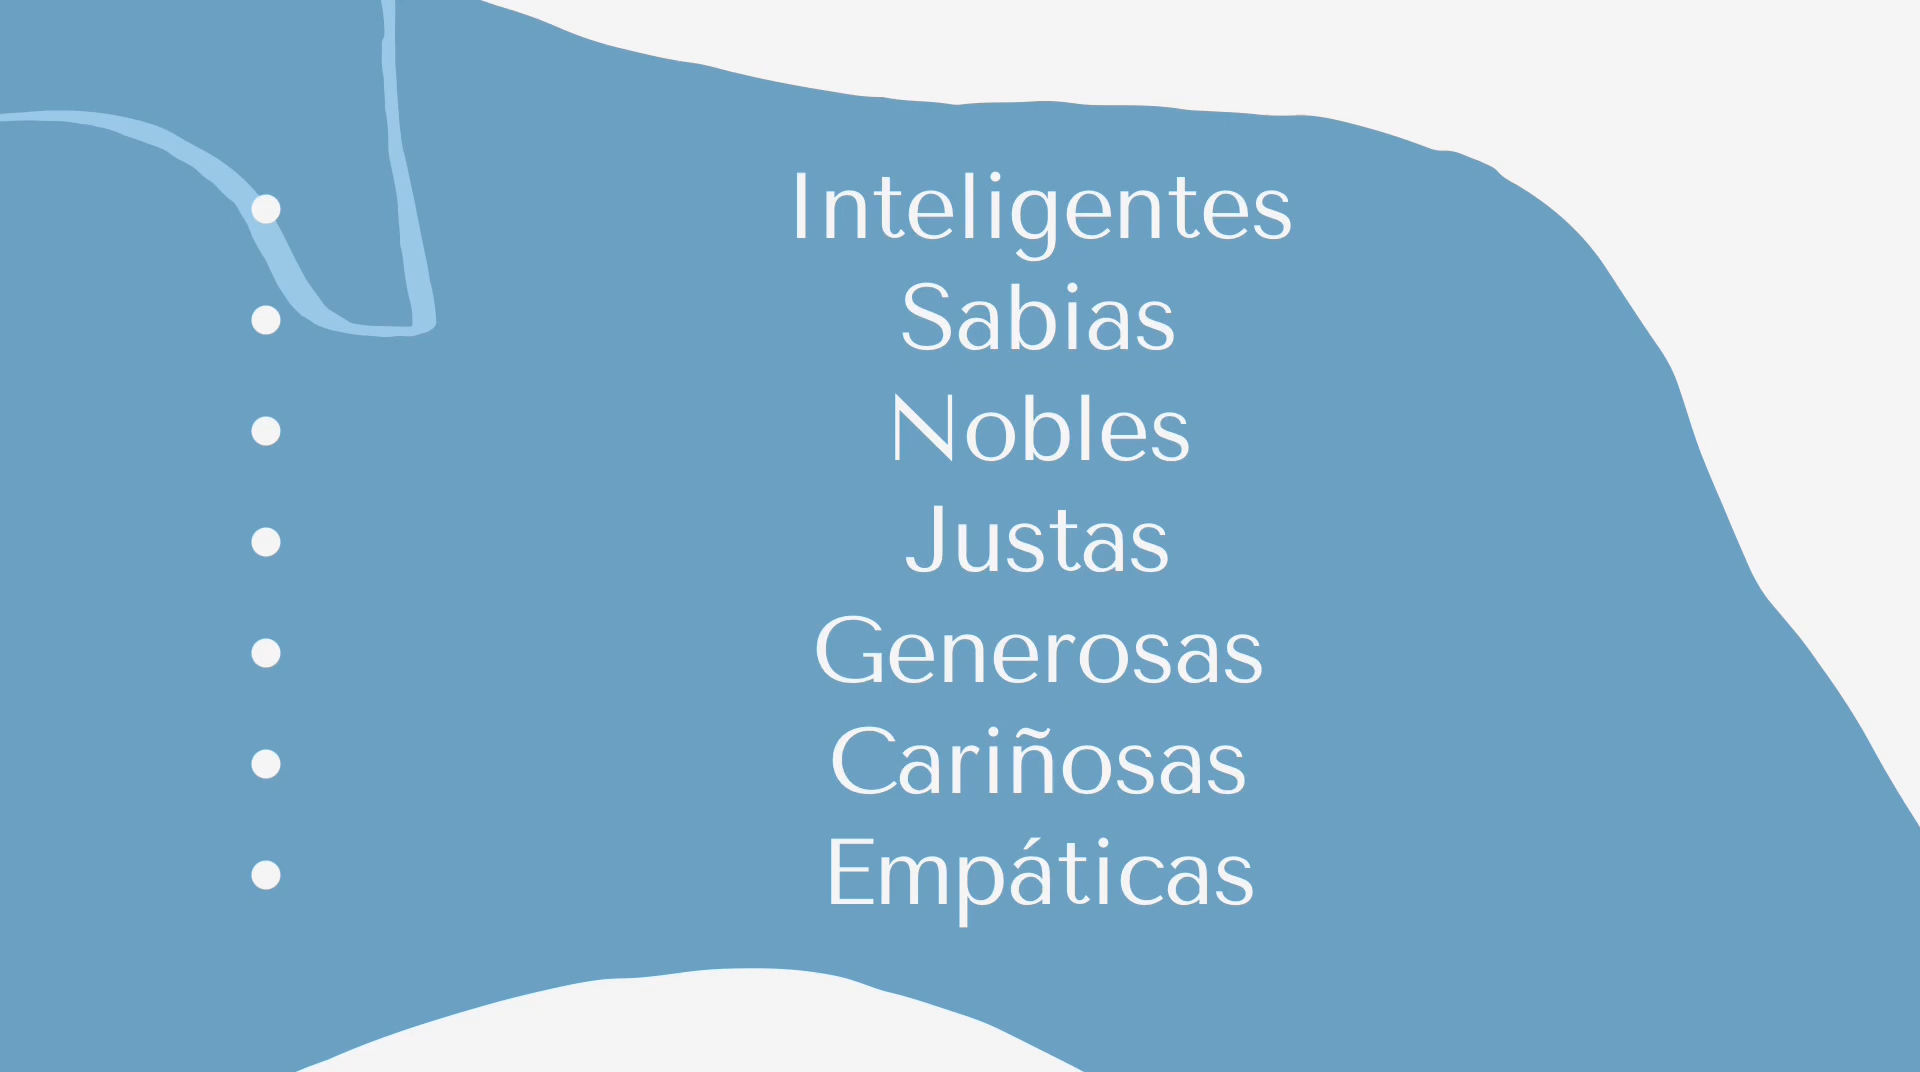 Inteligentes
Sabias
Nobles
Justas
Generosas
Cariñosas
Empáticas